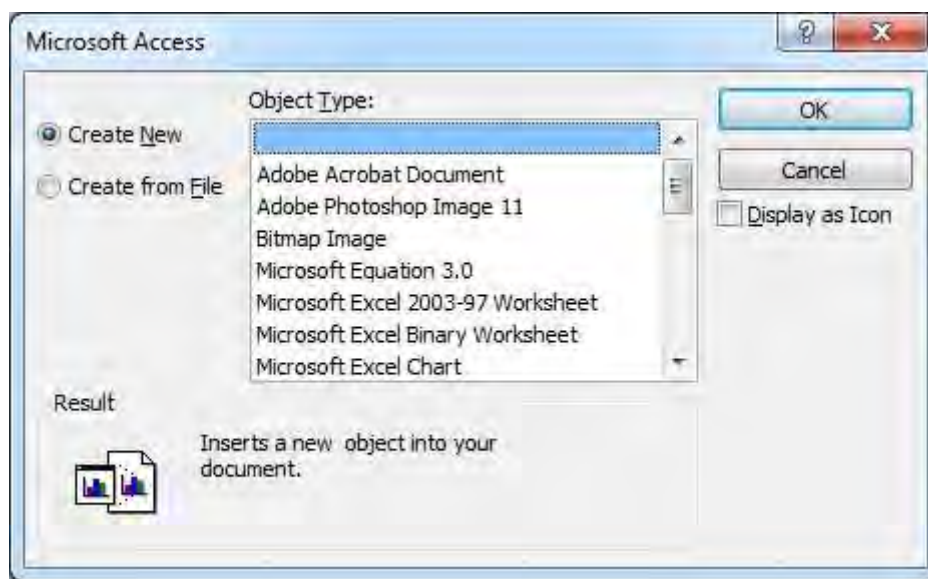 Microsoft Access
Object Type:
Create New
Create from File
Adobe Acrobat Document
Adobe Photoshop Image 11
Bitmap Image
Microsoft Equation 3.0
Microsoft Excel 2003-97 Worksheet
Microsoft Excel Binary Worksheet
Microsoft Excel Chart
OK
Cancel
Display as Icon
Result
Inserts a new object into your
document.